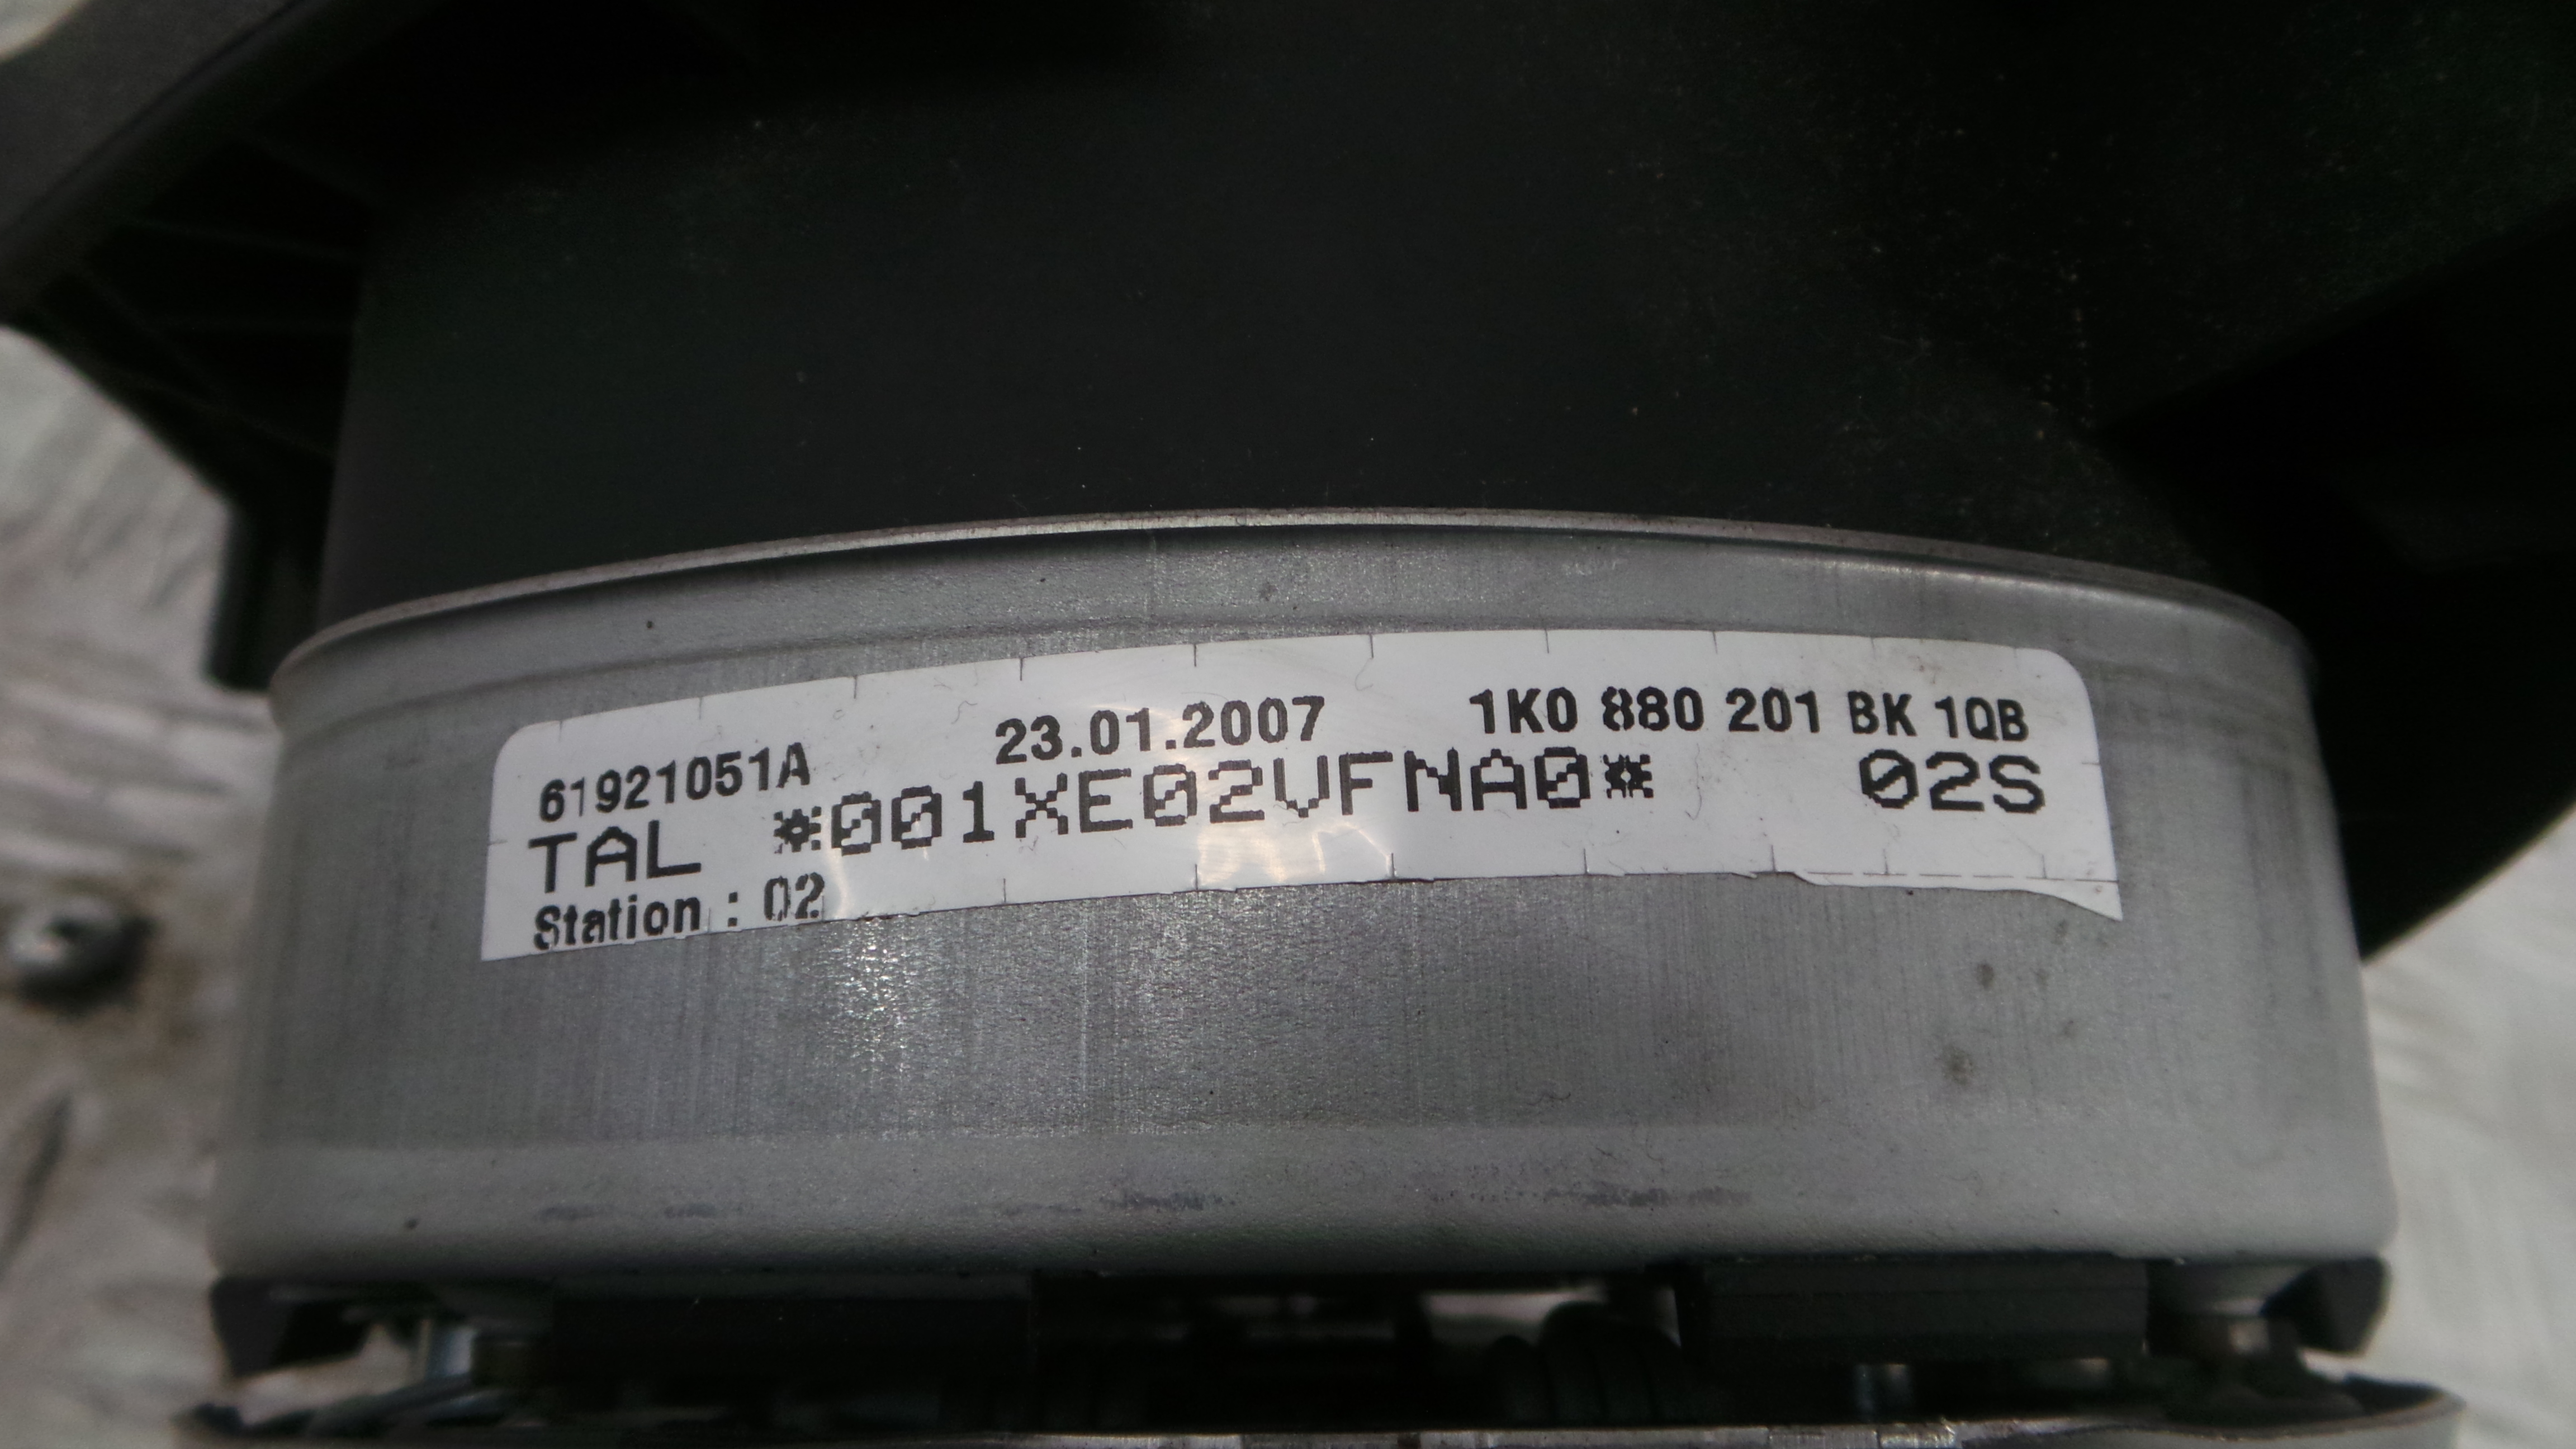 61921051A 23.01.2007 1K0 880 201 BK 1QB
TAL *001XE02VFNA0* 02S
Station : 02